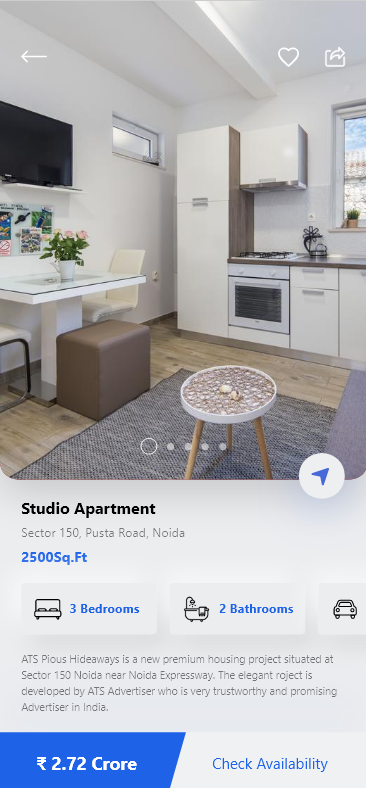 Studio Apartment
Sector 150, Pusta Road, Noida
2500Sq.Ft
3 Bedrooms
2 Bathrooms
ATS Pious Hideaways is a new premium housing project situated at
Sector 150 Noida near Noida Expressway. The elegant roject is
developed by ATS Advertiser who is very trustworthy and promising
Advertiser in India.
₹ 2.72 Crore
Check Availability